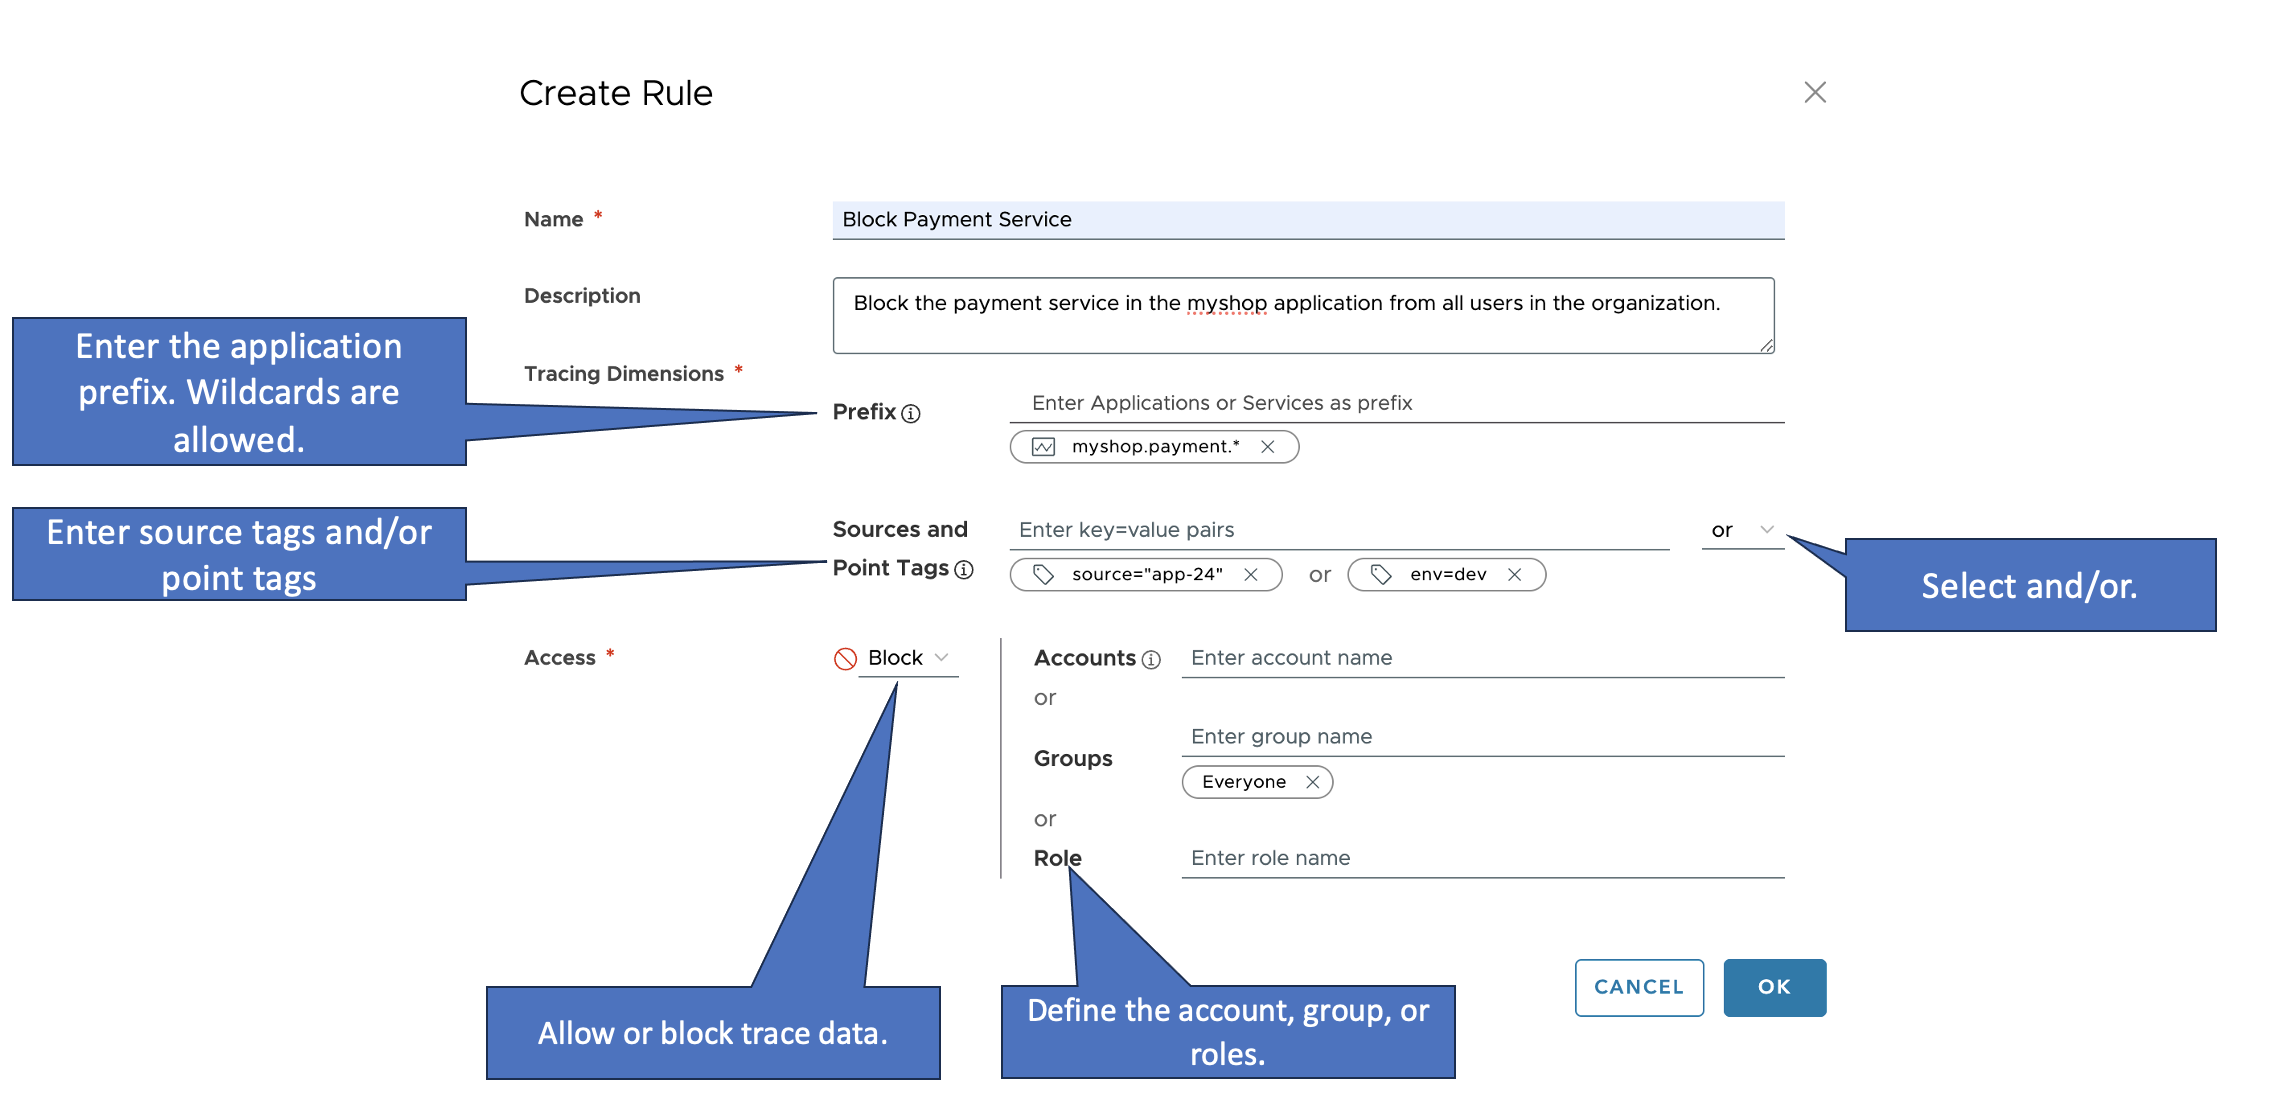 Create Rule
Name *
Block Payment Service
Description
Block the payment service in the myshop application from all users in the organization.
Enter the application
prefix. Wildcards are
allowed.
Tracing Dimensions *
Prefix
Enter Applications or Services as prefix
myshop.payment.*
Enter source tags and/or
point tags
Sources and
Point Tags
Enter key=value pairs
or
source="app-24"
or
env=dev
Select and/or.
Access *
Block
Accounts
Enter account name
or
Groups
Enter group name
Everyone
or
Role
Enter role name
Allow or block trace data.
Define the account, group, or
roles.
CANCEL
OK